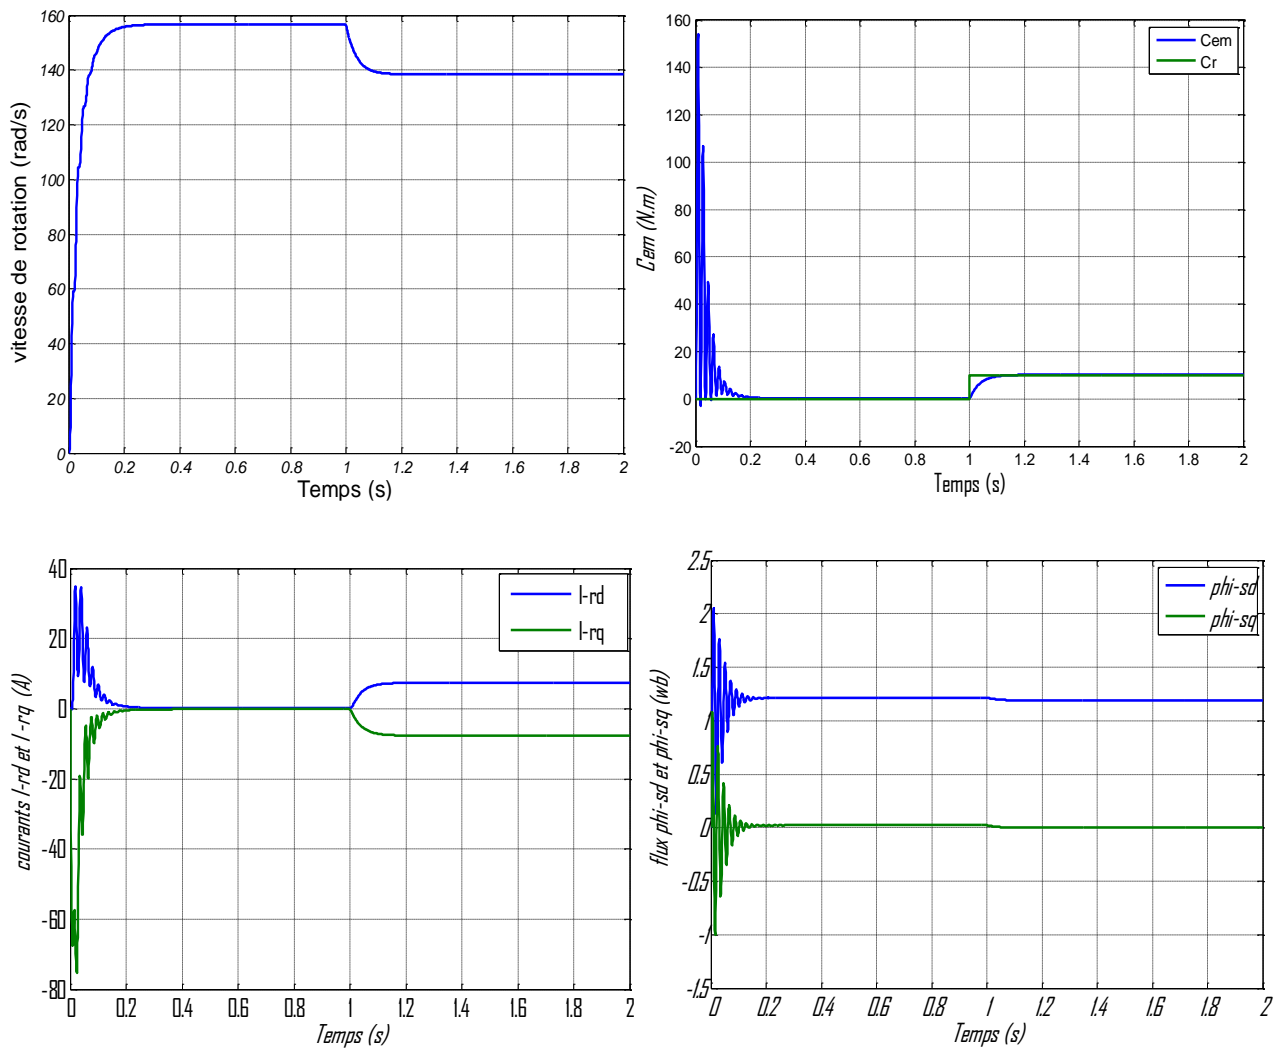 160
140
120
100
80
60
40
20
0
0 0.2 0.4 0.6 0.8 1 1.2 1.4 1.6 1.8 2
vitesse de rotation (rad/s)
Temps (s)
160
140
120
100
80
60
40
20
0
-20
0 0.2 0.4 0.6 0.8 1 1.2 1.4 1.6 1.8 2
Cem (N.m)
Temps (s)
Cem
Cr
40
20
0
-20
-40
-60
-80
0 0.2 0.4 0.6 0.8 1 1.2 1.4 1.6 1.8 2
courants I-rd et I -rq (A)
Temps (s)
I-rd
I-rq
2.5
2
1.5
1
0.5
0
-0.5
-1
-1.5
0 0.2 0.4 0.6 0.8 1 1.2 1.4 1.6 1.8 2
flux phi-sd et phi-sq (wb)
Temps (s)
phi-sd
phi-sq